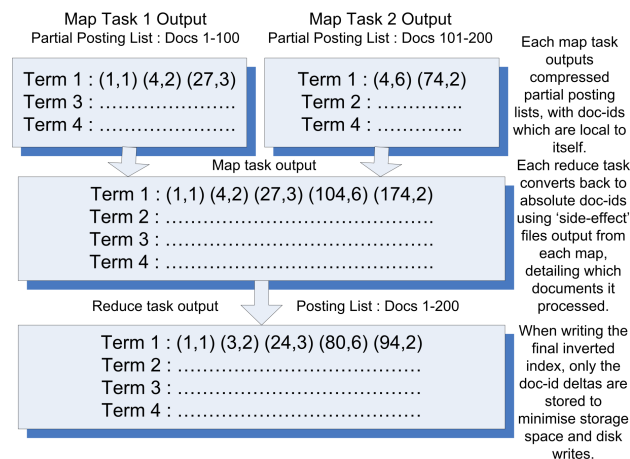 Map Task 1 Output
Partial Posting List : Docs 1-100
Map Task 2 Output
Partial Posting List : Docs 101-200
Term 1 : (1,1) (4,2) (27,3)
Term 3 : ............................
Term 4 : ............................
Term 1 : (4,6) (74,2)
Term 2 : ..............
Term 4 : ..............
Each map task
outputs
compressed
partial posting
lists, with doc-ids
which are local to
itself.
Map task output
Term 1 : (1,1) (4,2) (27,3) (104,6) (174,2)
Term 2 : ......................................................
Term 3 : ......................................................
Term 4 : ......................................................
Each reduce task
converts back to
absolute doc-ids
using ‘side-effect’
files output from
each map,
detailing which
documents it
processed.
Reduce task output
Posting List : Docs 1-200
Term 1 : (1,1) (3,2) (24,3) (80,6) (94,2)
Term 2 : ..................................................
Term 3 : ..................................................
Term 4 : ..................................................
When writing the
final inverted
index, only the
doc-id deltas are
stored to
minimise storage
space and disk
writes.